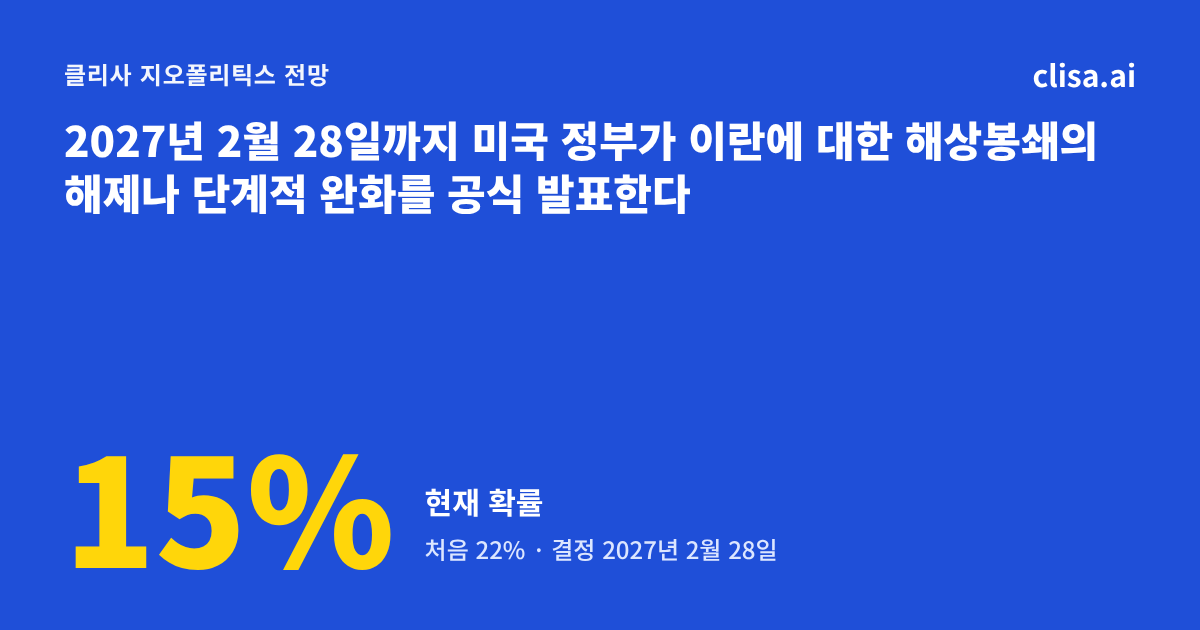 클리사 지오폴리틱스 전망
clisa.ai
2027년 2월 28일까지 미국 정부가 이란에 대한 해상봉쇄의
해제나 단계적 완화를 공식 발표한다
15%
현재 확률
처음 22% · 결정 2027년 2월 28일